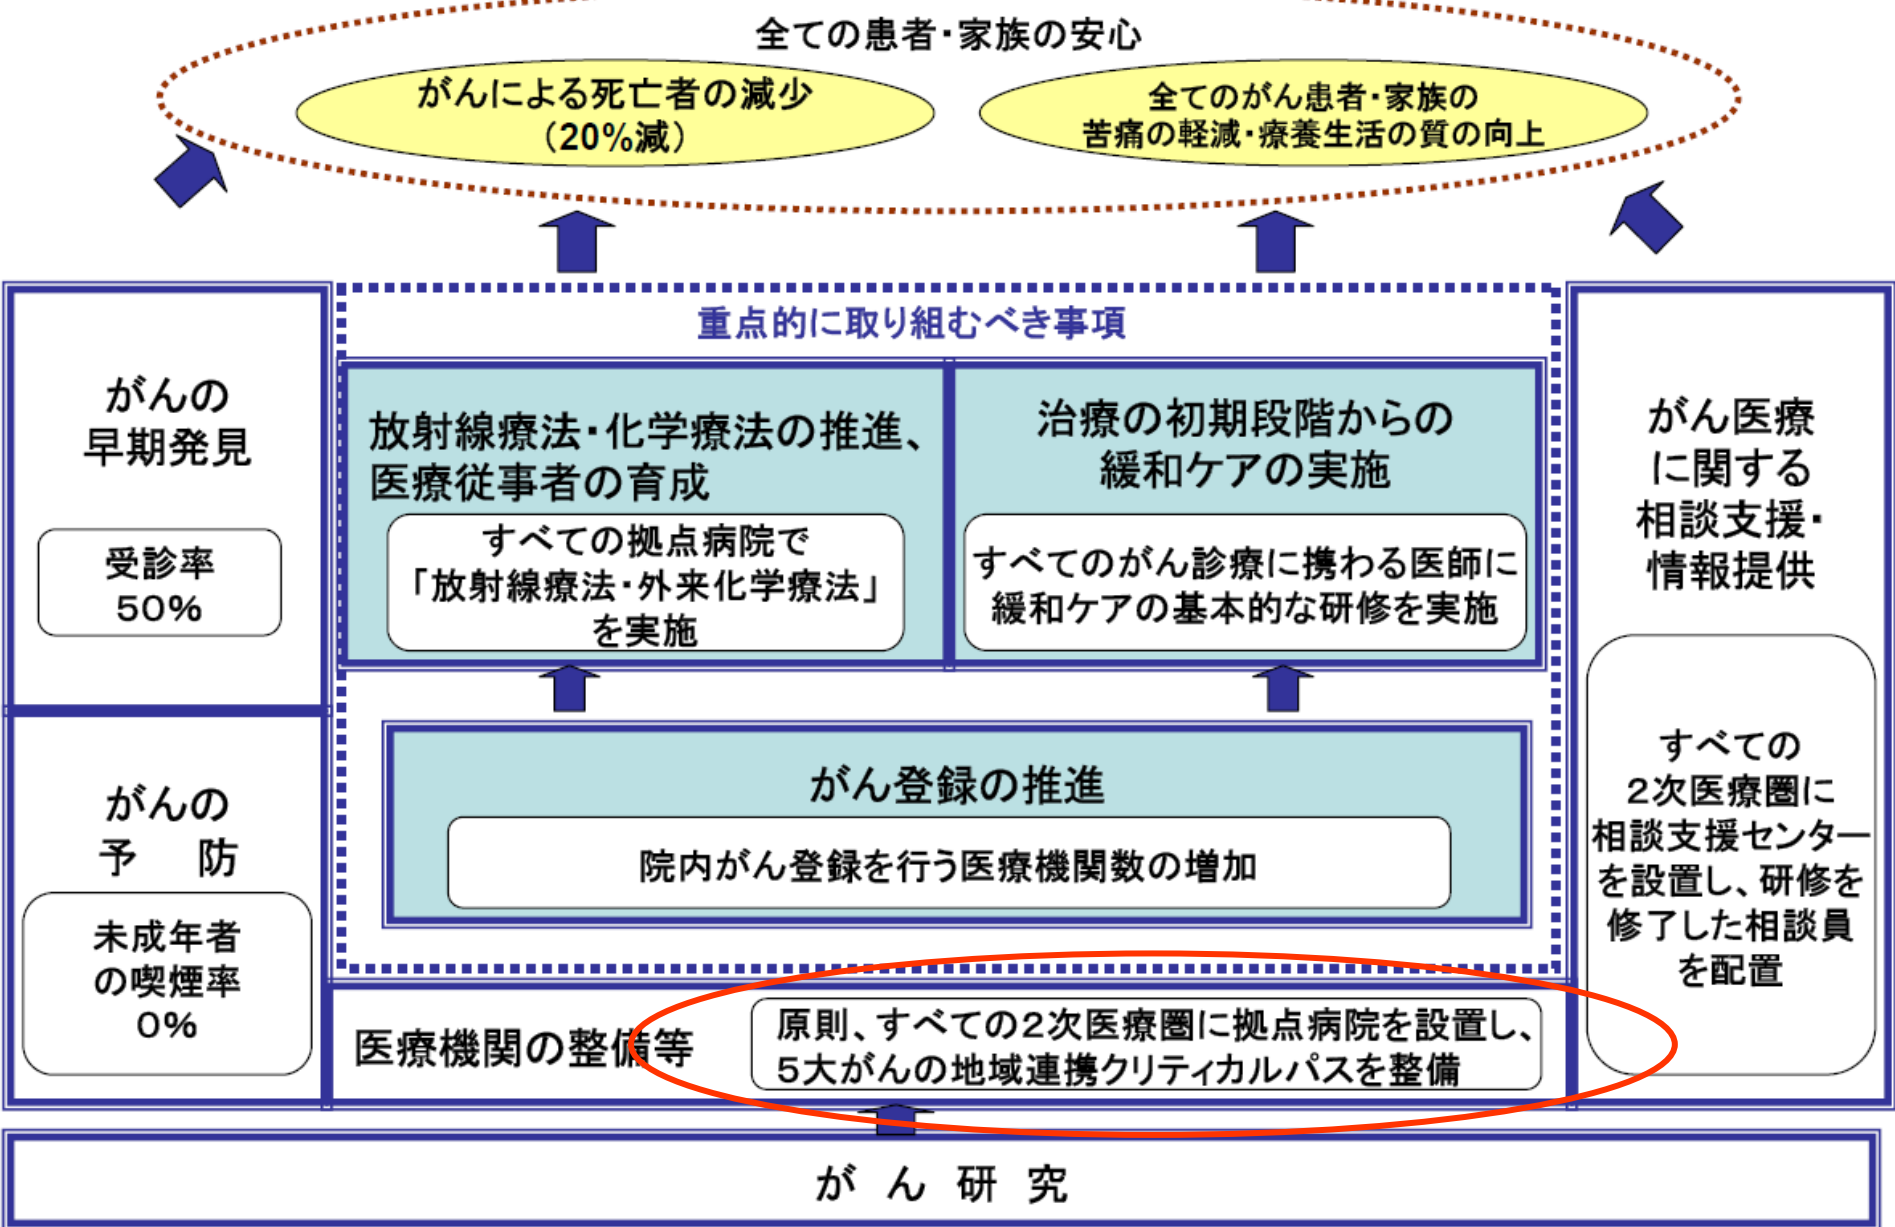 全ての患者・家族の安心
がんによる死亡者の減少
（20％減）
全てのがん患者・家族の
苦痛の軽減・療養生活の質の向上
がんの
早期発見
受診率
50％
がんの
予　防
未成年者
の喫煙率
0％
重点的に取り組むべき事項
放射線療法・化学療法の推進、
医療従事者の育成
すべての拠点病院で
「放射線療法・外来化学療法」
を実施
治療の初期段階からの
緩和ケアの実施
すべてのがん診療に携わる医師に
緩和ケアの基本的な研修を実施
がん登録の推進
院内がん登録を行う医療機関数の増加
医療機関の整備等
原則、すべての２次医療圏に拠点病院を設置し、
５大がんの地域連携クリティカルパスを整備
がん医療
に関する
相談支援・
情報提供
すべての
２次医療圏に
相談支援センター
を設置し、研修を
修了した相談員
を配置
が ん 研 究